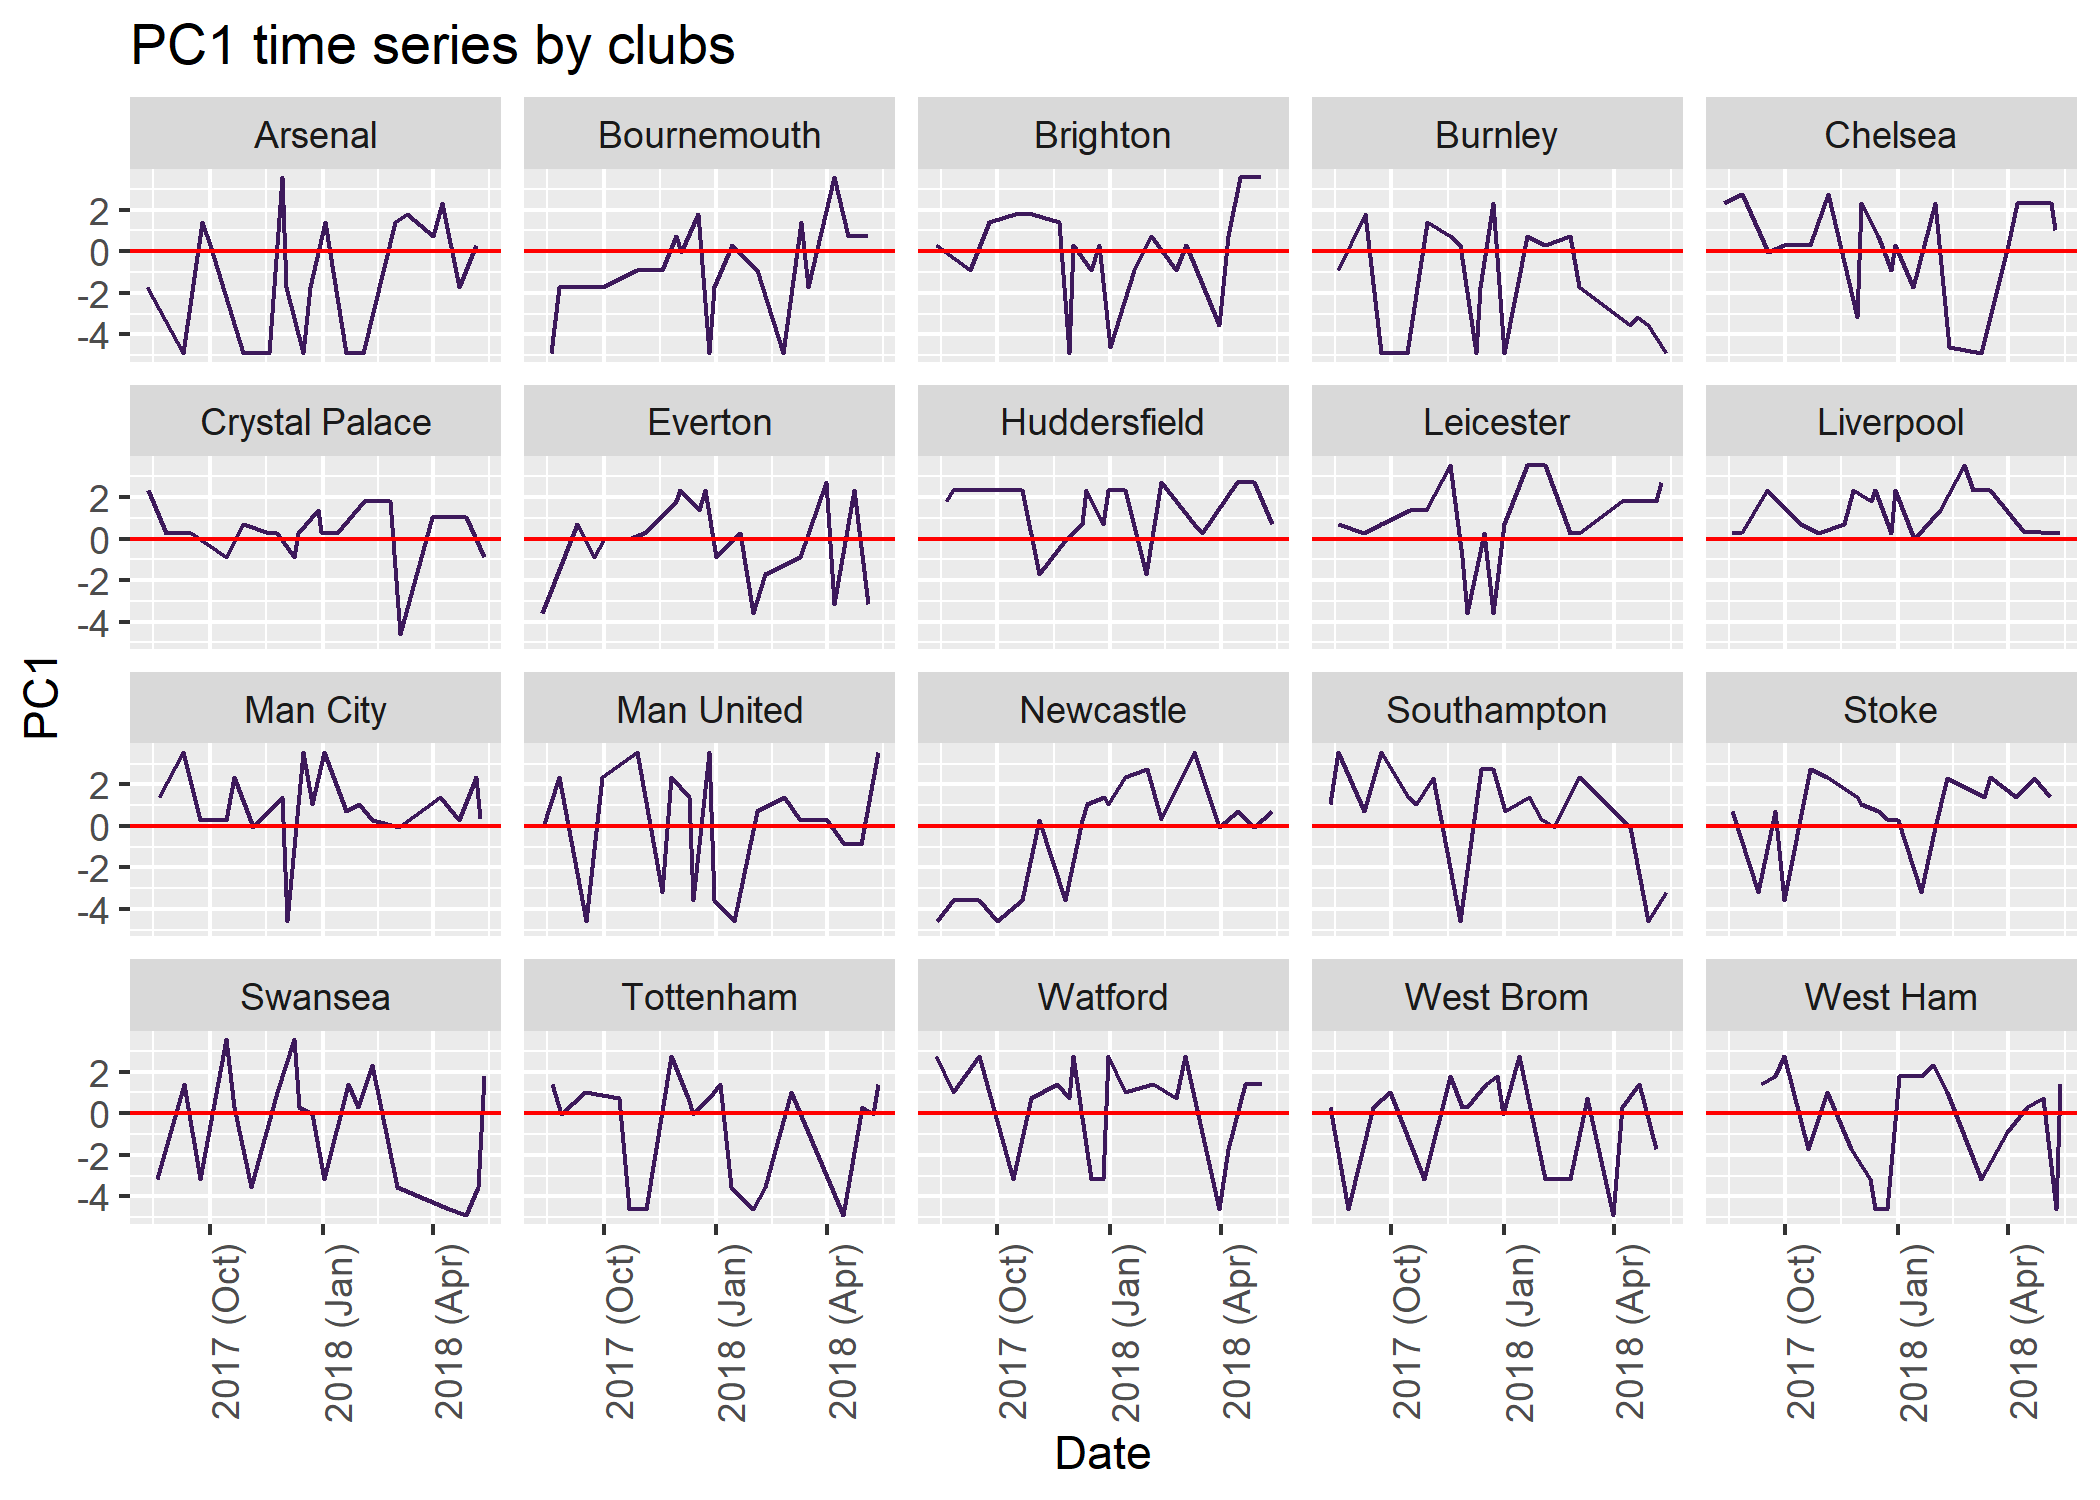 PC1 time series by clubs
Arsenal Bournemouth Brighton Burnley Chelsea
2
0
-2
-4
Crystal Palace Everton Huddersfield Leicester Liverpool
2
0
-2
-4
PC1
Man City Man United Newcastle Southampton Stoke
2
0
-2
-4
Swansea Tottenham Watford West Brom West Ham
2
0
-2
-4
2017 (Oct) 2018 (Jan) 2018 (Apr) 2017 (Oct) 2018 (Jan) 2018 (Apr) 2017 (Oct) 2018 (Jan) 2018 (Apr) 2017 (Oct) 2018 (Jan) 2018 (Apr) 2017 (Oct) 2018 (Jan) 2018 (Apr)
Date